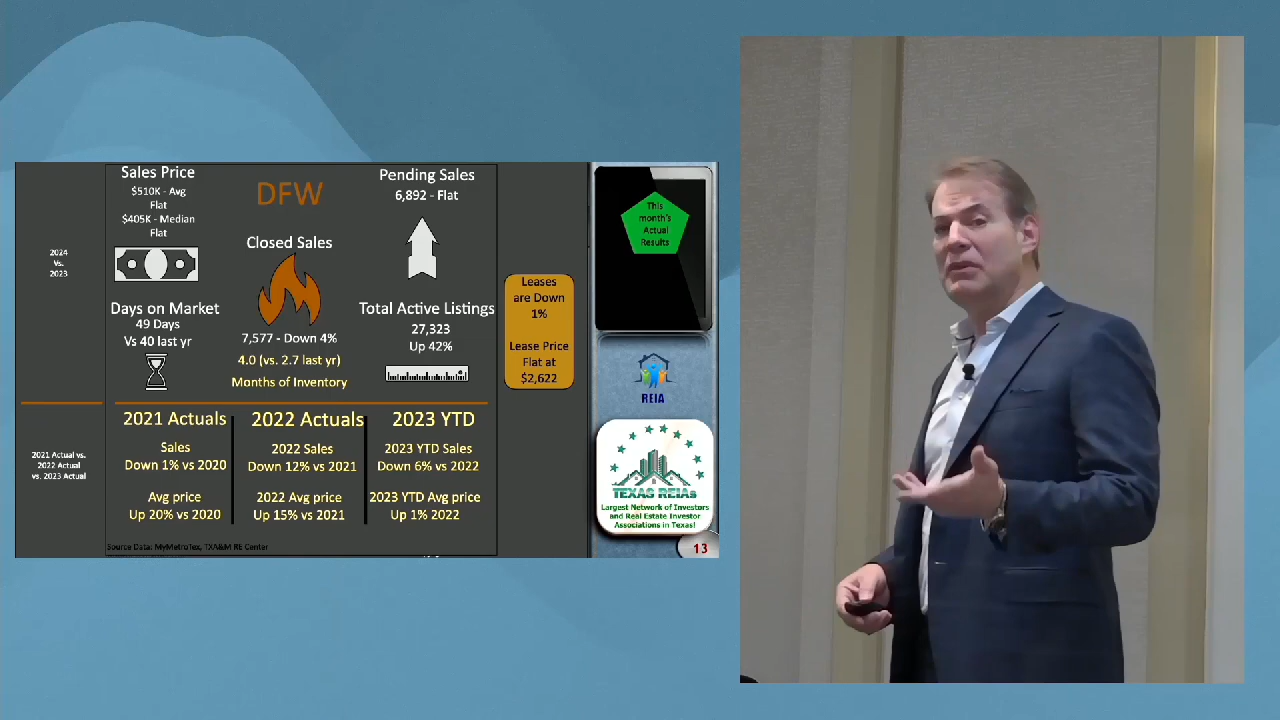 2024
Vs.
2023
Sales Price
$510K - Avg
Flat
$405K - Median
Flat
DFW
Pending Sales
6,892 - Flat
Closed Sales
Days on Market
49 Days
Vs 40 last yr
7,577 - Down 4%
4.0 (vs. 2.7 last yr)
Months of Inventory
Total Active Listings
27,323
Up 42%
Leases
are Down
1%
Lease Price
Flat at
$2,622
This
month's
Actual
Results
REIA
2021 Actual vs.
2022 Actual
vs. 2023 Actual
2021 Actuals
Sales
Down 1% vs 2020
Avg price
Up 20% vs 2020
2022 Actuals
2022 Sales
Down 12% vs 2021
2022 Avg price
Up 15% vs 2021
2023 YTD
2023 YTD Sales
Down 6% vs 2022
2023 YTD Avg price
Up 1% 2022
Source Data: MyMetroTex, TXA&M RE Center
TEXAS REIAs
Largest Network of Investors
and Real Estate Investor
Associations in Texas!
13